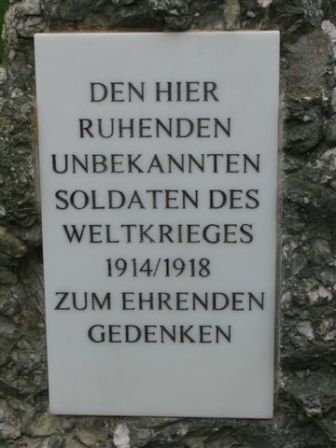 DEN HIER
RUHENDEN
UNBEKANNTEN
SOLDATEN DES
WELTKRIEGES
1914/1918
ZUM EHRENDEN
GEDENKEN